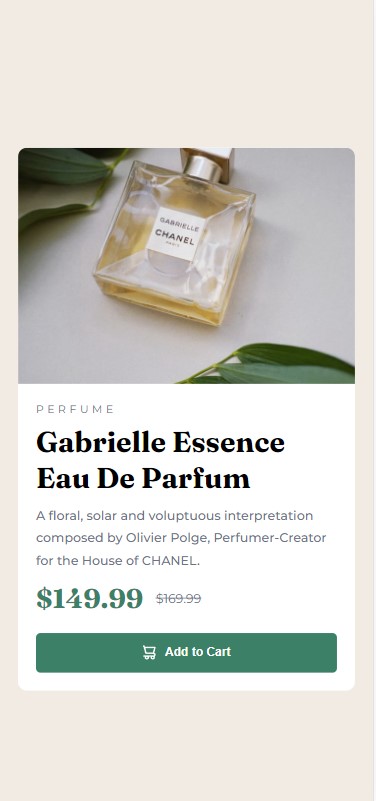 GABRIELLE
CHANEL
PARIS
PERFUME
Gabrielle Essence
Eau De Parfum
A floral, solar and voluptuous interpretation
composed by Olivier Polge, Perfumer-Creator
for the House of CHANEL.
$149.99 $169.99
Add to Cart